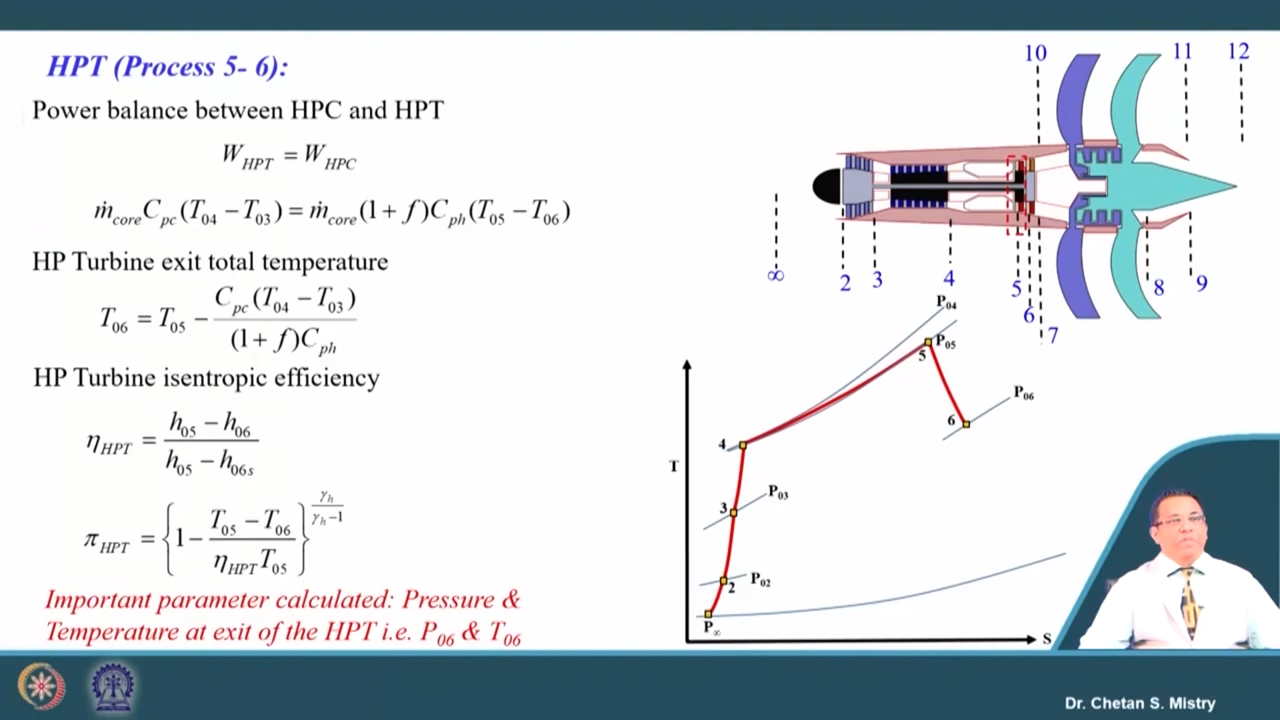 HPT (Process 5- 6):
Power balance between HPC and HPT
W_HPT = W_HPC
ṁ_core C_pc (T_04 − T_03) = ṁ_core (1 + f) C_ph (T_05 − T_06)
HP Turbine exit total temperature
T_06 = T_05 − C_pc (T_04 − T_03) / (1 + f) C_ph
HP Turbine isentropic efficiency
η_HPT = h_05 − h_06 / h_05 − h_06s
π_HPT = {1 − T_05 − T_06 / η_HPT T_05}^γ_h / γ_h −1
Important parameter calculated: Pressure &
Temperature at exit of the HPT i.e. P_06 & T_06
10 11 12
∞ 2 3 4 5 6 7 8 9
P_04
5 P_05
6 P_06
4
T
3 P_03
2 P_02
P_∞
S
Dr. Chetan S. Mistry